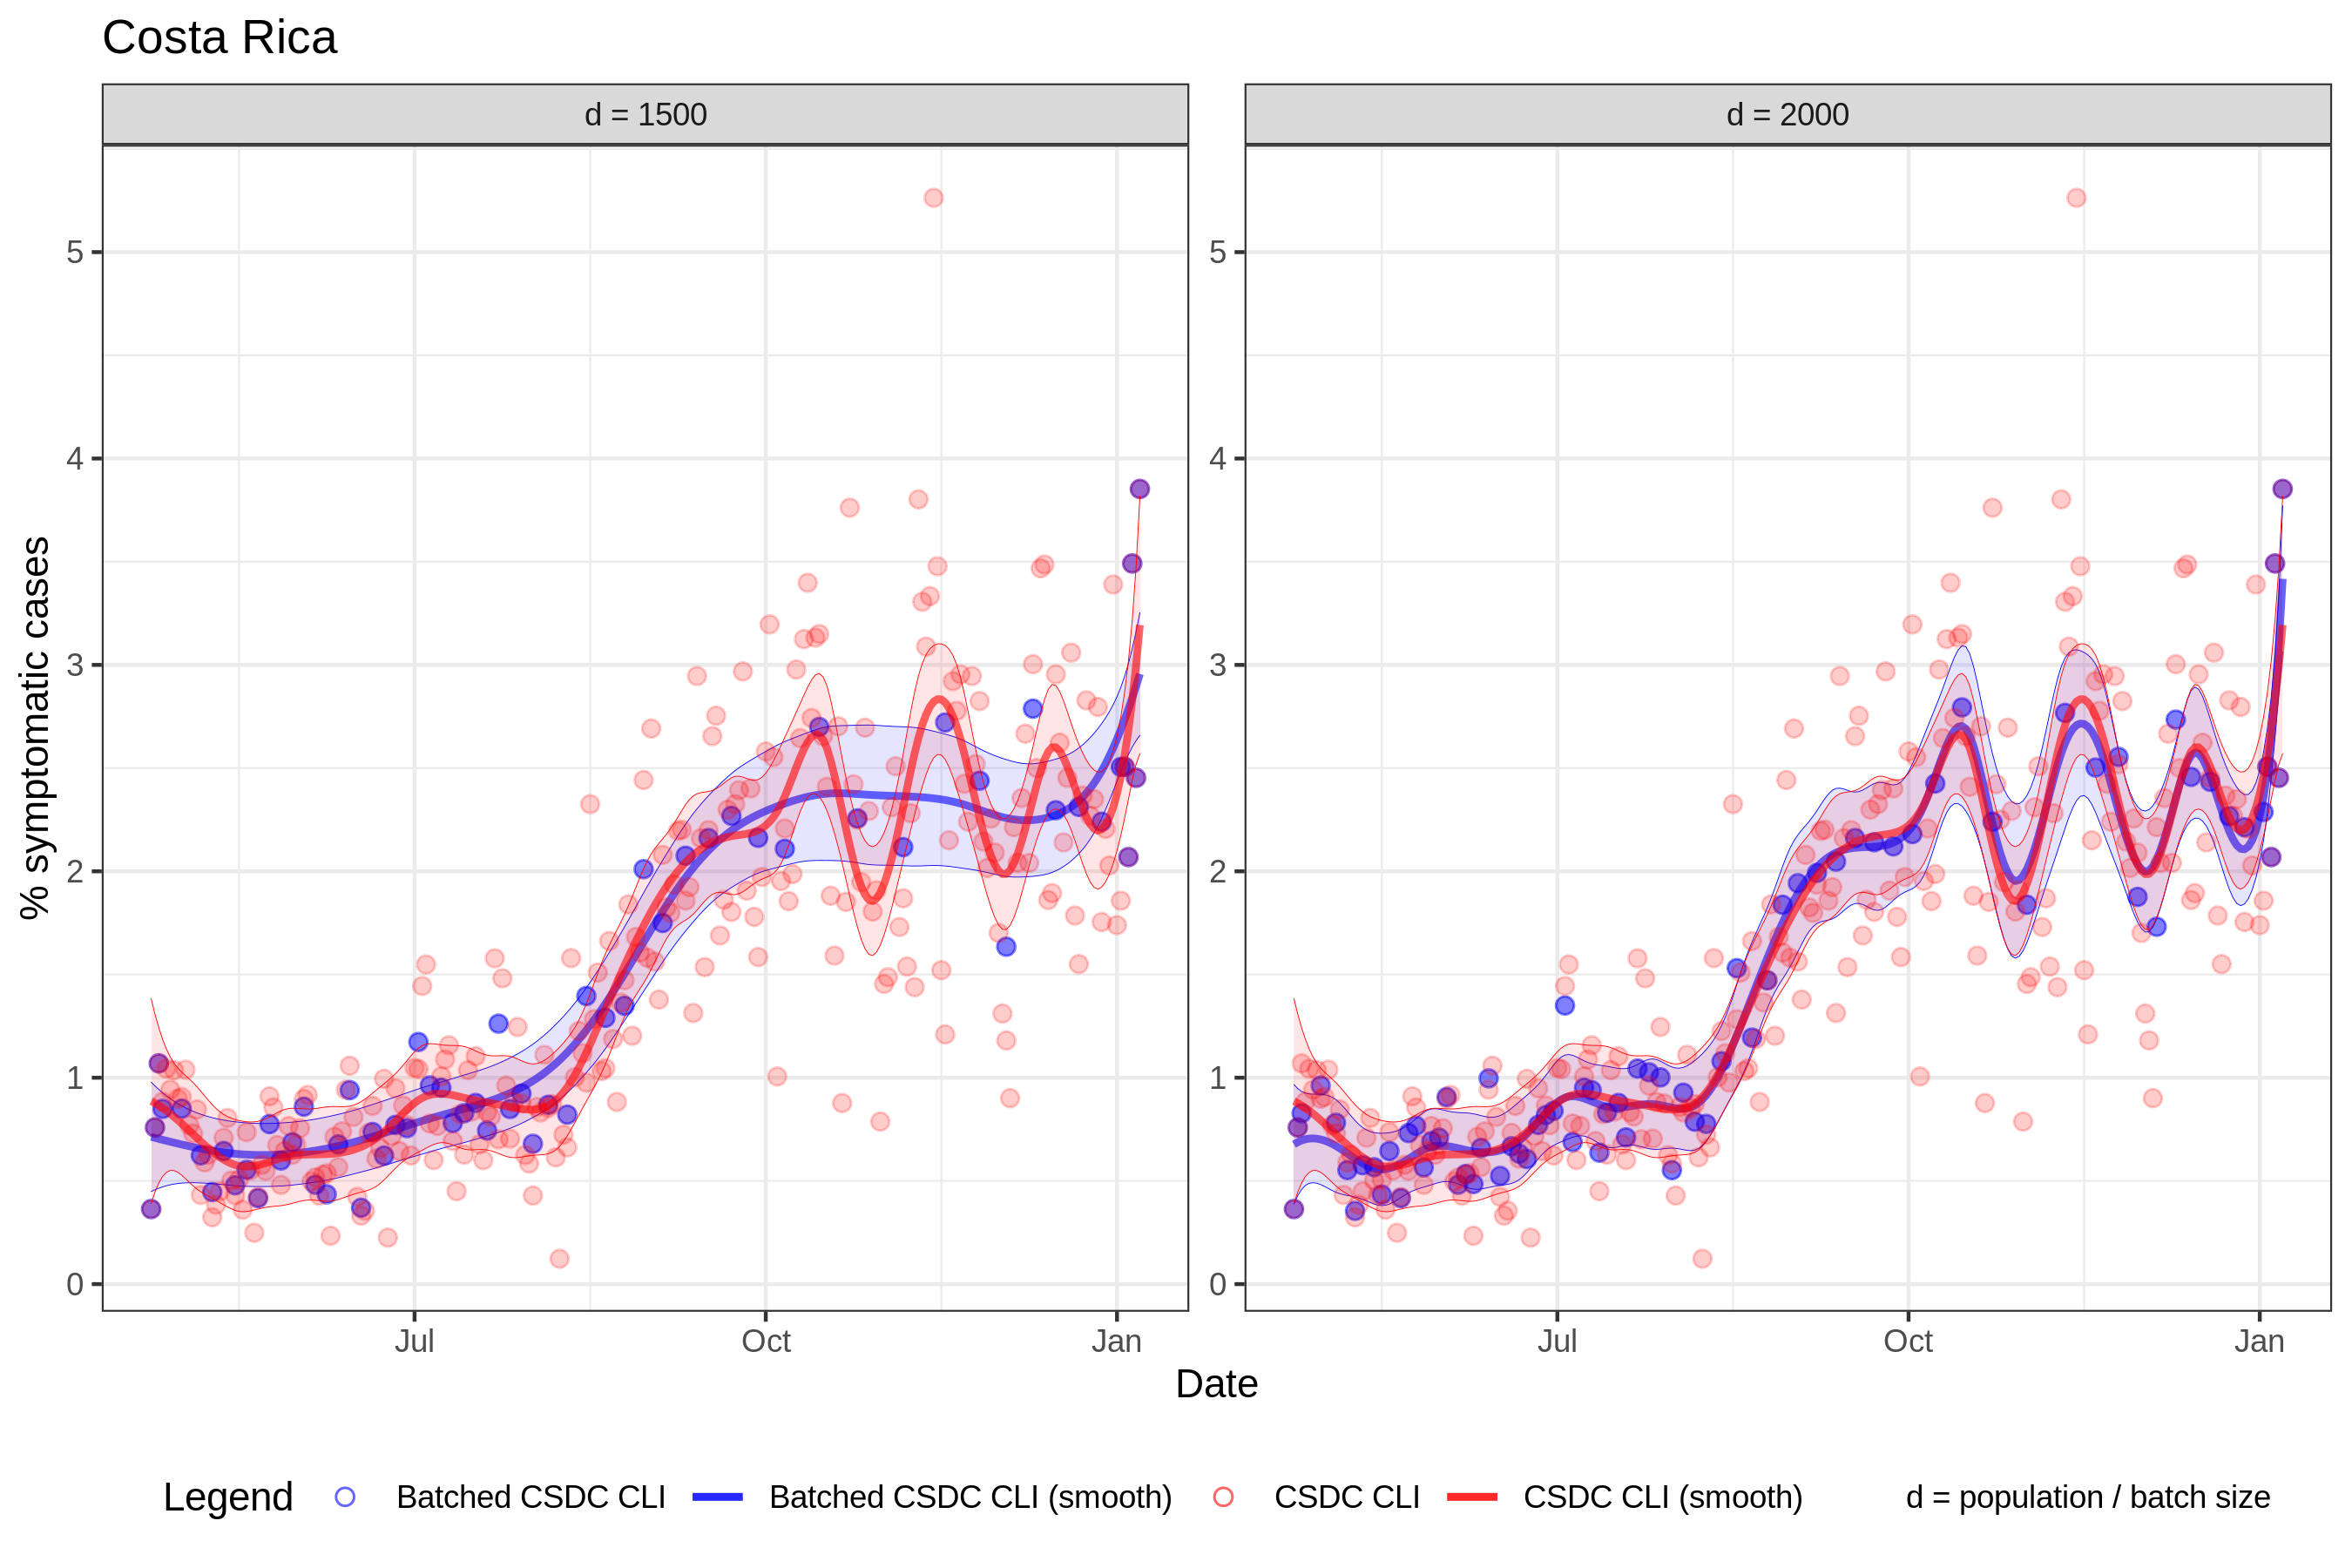 Costa Rica
d = 1500
d = 2000
% symptomatic cases
5
4
3
2
1
0
5
4
3
2
1
0
Jul
Oct
Jan
Jul
Oct
Jan
Date
Legend
Batched CSDC CLI
Batched CSDC CLI (smooth)
CSDC CLI
CSDC CLI (smooth)
d = population / batch size